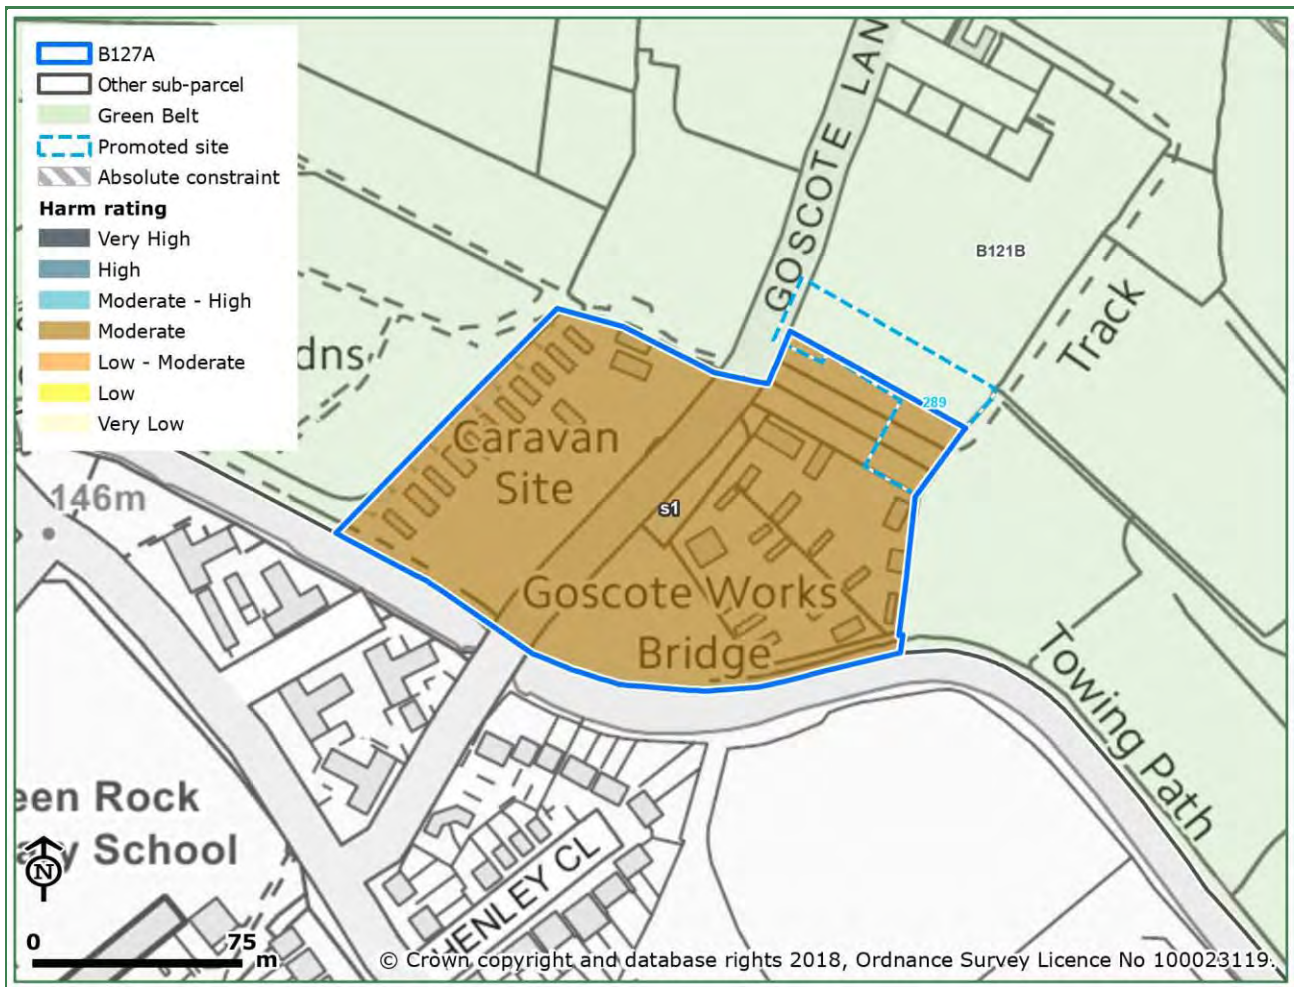 B127A
Other sub-parcel
Green Belt
Promoted site
Absolute constraint
Harm rating
Very High
High
Moderate - High
Moderate
Low - Moderate
Low
Very Low
GOSCOTE LAN
B121B
Track
dns
289
Caravan
Site
s1
146m
Goscote Works
Bridge
Towing Path
een Rock
ary School
HENLEY CL
N
0 75
m
© Crown copyright and database rights 2018, Ordnance Survey Licence No 100023119.